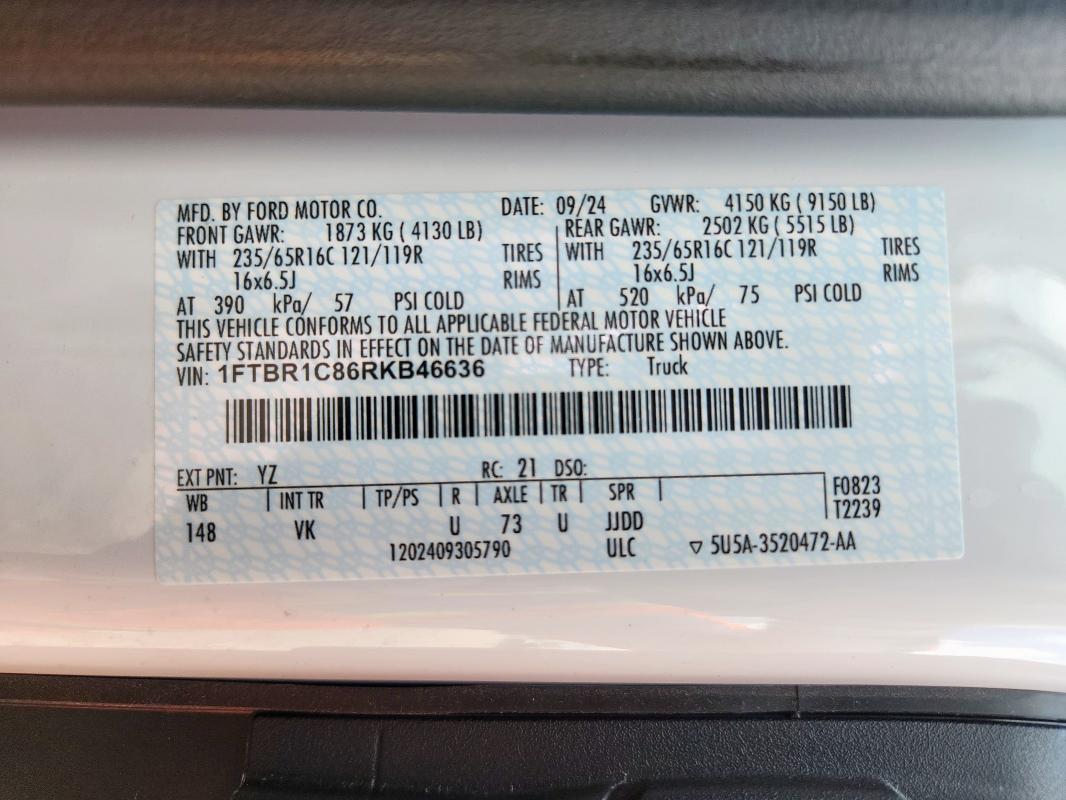 MFD. BY FORD MOTOR CO. DATE: 09/24 GVWR: 4150 KG ( 9150 LB)
FRONT GAWR: 1873 KG ( 4130 LB) REAR GAWR: 2502 KG ( 5515 LB)
WITH 235/65R16C 121/119R TIRES WITH 235/65R16C 121/119R TIRES
16x6.5J RIMS 16x6.5J RIMS
AT 390 kPa/ 57 PSI COLD AT 520 kPa/ 75 PSI COLD
THIS VEHICLE CONFORMS TO ALL APPLICABLE FEDERAL MOTOR VEHICLE
SAFETY STANDARDS IN EFFECT ON THE DATE OF MANUFACTURE SHOWN ABOVE.
VIN: 1FTBR1C86RKB46636 TYPE: Truck
EXT PNT: YZ RC: 21 DSO:
WB INT TR TP/PS R AXLE TR SPR F0823
148 VK U 73 U JJDD T2239
1202409305790 ULC ▽ 5U5A-3520472-AA